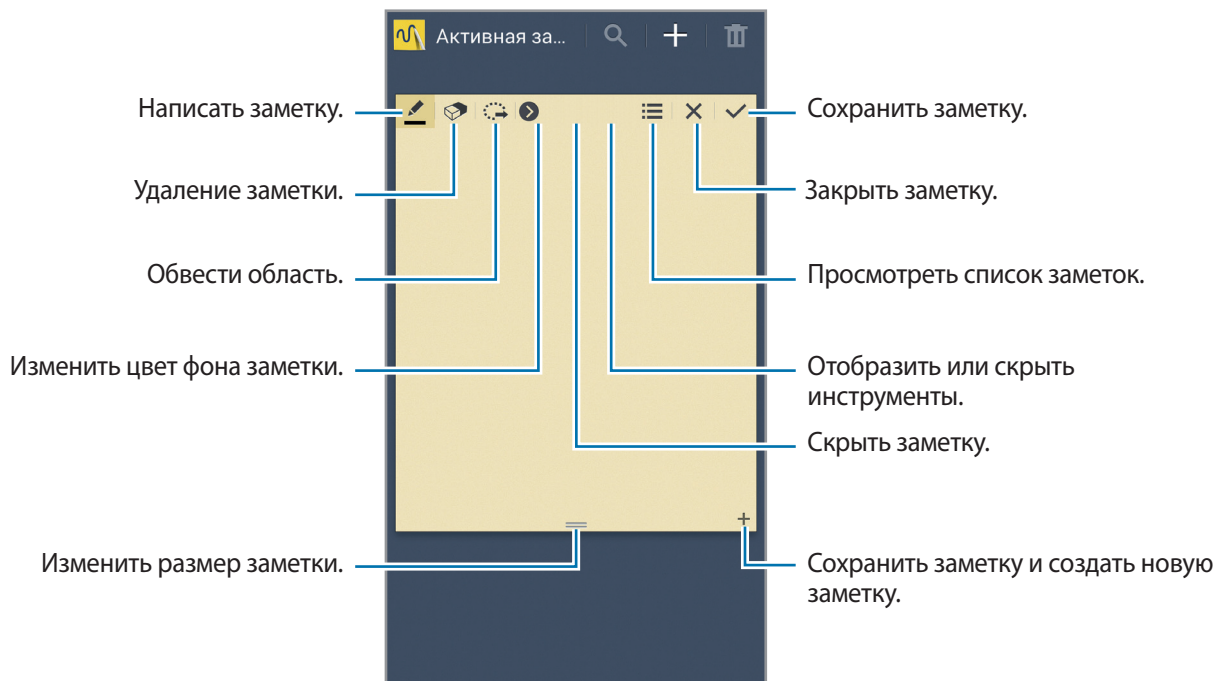 Активная за...
Написать заметку.
Сохранить заметку.
Удаление заметки.
Закрыть заметку.
Обвести область.
Просмотреть список заметок.
Изменить цвет фона заметки.
Отобразить или скрыть
инструменты.
Скрыть заметку.
Изменить размер заметки.
Сохранить заметку и создать новую
заметку.